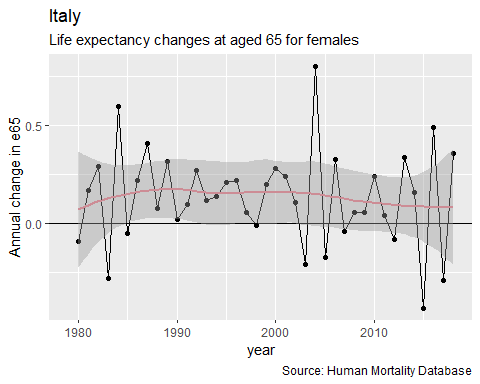 Italy
Life expectancy changes at aged 65 for females
Annual change in e65
0.5
0.0
1980 1990 2000 2010
year
Source: Human Mortality Database